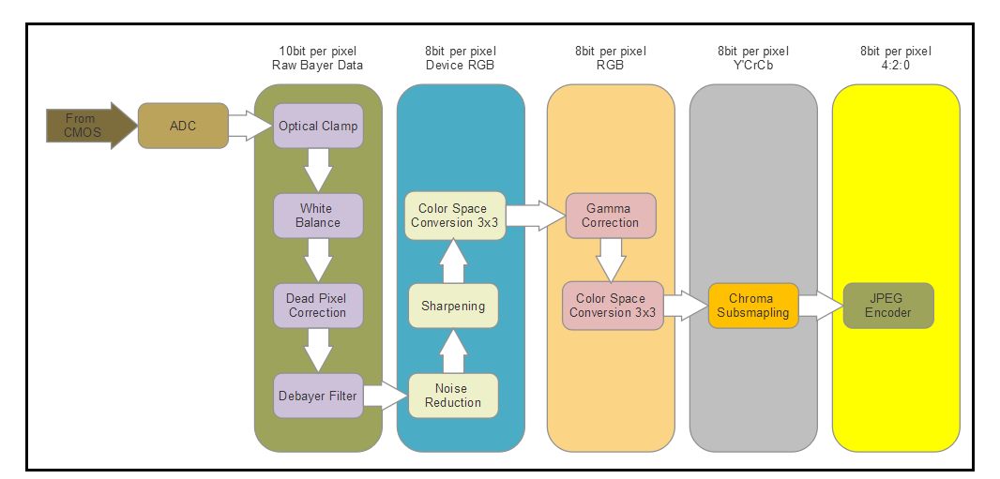 10bit per pixel
Raw Bayer Data
8bit per pixel
Device RGB
8bit per pixel
RGB
8bit per pixel
Y'CrCb
8bit per pixel
4:2:0
From
CMOS
ADC
Optical Clamp
White
Balance
Dead Pixel
Correction
Debayer Filter
Noise
Reduction
Sharpening
Color Space
Conversion 3x3
Gamma
Correction
Color Space
Conversion 3x3
Chroma
Subsmapling
JPEG
Encoder